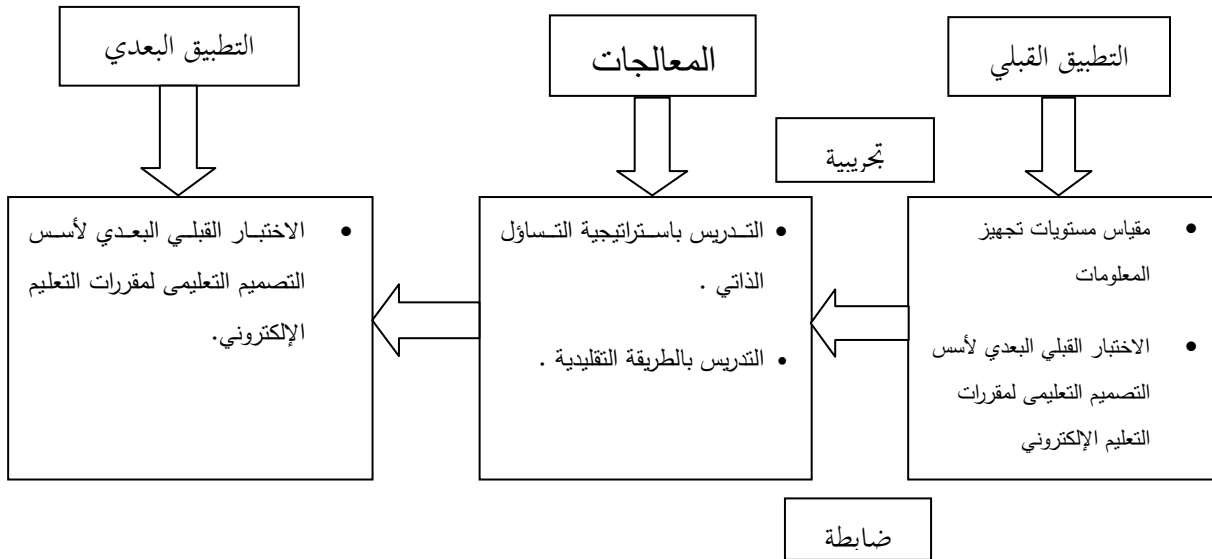 التطبيق القبلي
المعالجات
التطبيق البعدي
تجريبية
• مقياس مستويات تجهيز
المعلومات
• الاختبار القبلي البعدي لأسس
التصميم التعليمى لمقررات
التعليم الإلكتروني
• التدريس باستراتيجية التساؤل
الذاتي .
• التدريس بالطريقة التقليدية .
• الاختبار القبلي البعدي لأسس
التصميم التعليمى لمقررات التعليم
الإلكتروني.
ضابطة